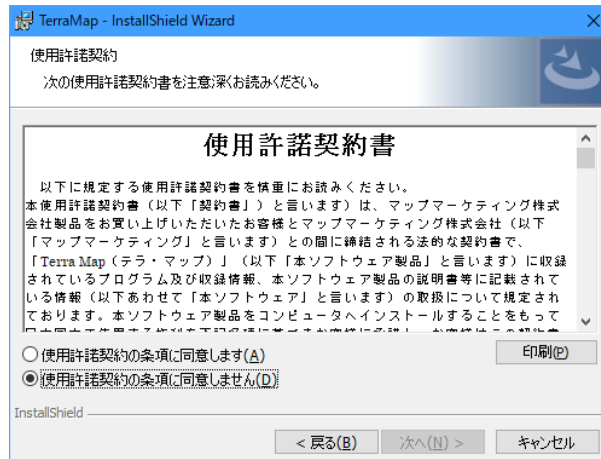 TerraMap - InstallShield Wizard
使用許諾契約
次の使用許諾契約書を注意深くお読みください。
使用許諾契約書
以下に規定する使用許諾契約書を慎重にお読みください。
本使用許諾契約書（以下「契約書」）と言います）は、マップマーケティング株式
会社製品をお買い上げいただいたお客様とマップマーケティング株式会社（以下
「マップマーケティング」と言います）との間に締結される法的な契約書で、
「Terra Map（テラ・マップ）」（以下「本ソフトウェア製品」と言います）に収録
されているプログラム及び収録情報、本ソフトウェア製品の説明書等に記載されて
いる情報（以下あわせて「本ソフトウェア」と言います）の取扱について規定され
ております。本ソフトウェア製品をコンピュータへインストールすることをもって
使用許諾契約の条項に同意します(A)
印刷(P)
使用許諾契約の条項に同意しません(D)
InstallShield
< 戻る(B)
次へ(N) >
キャンセル